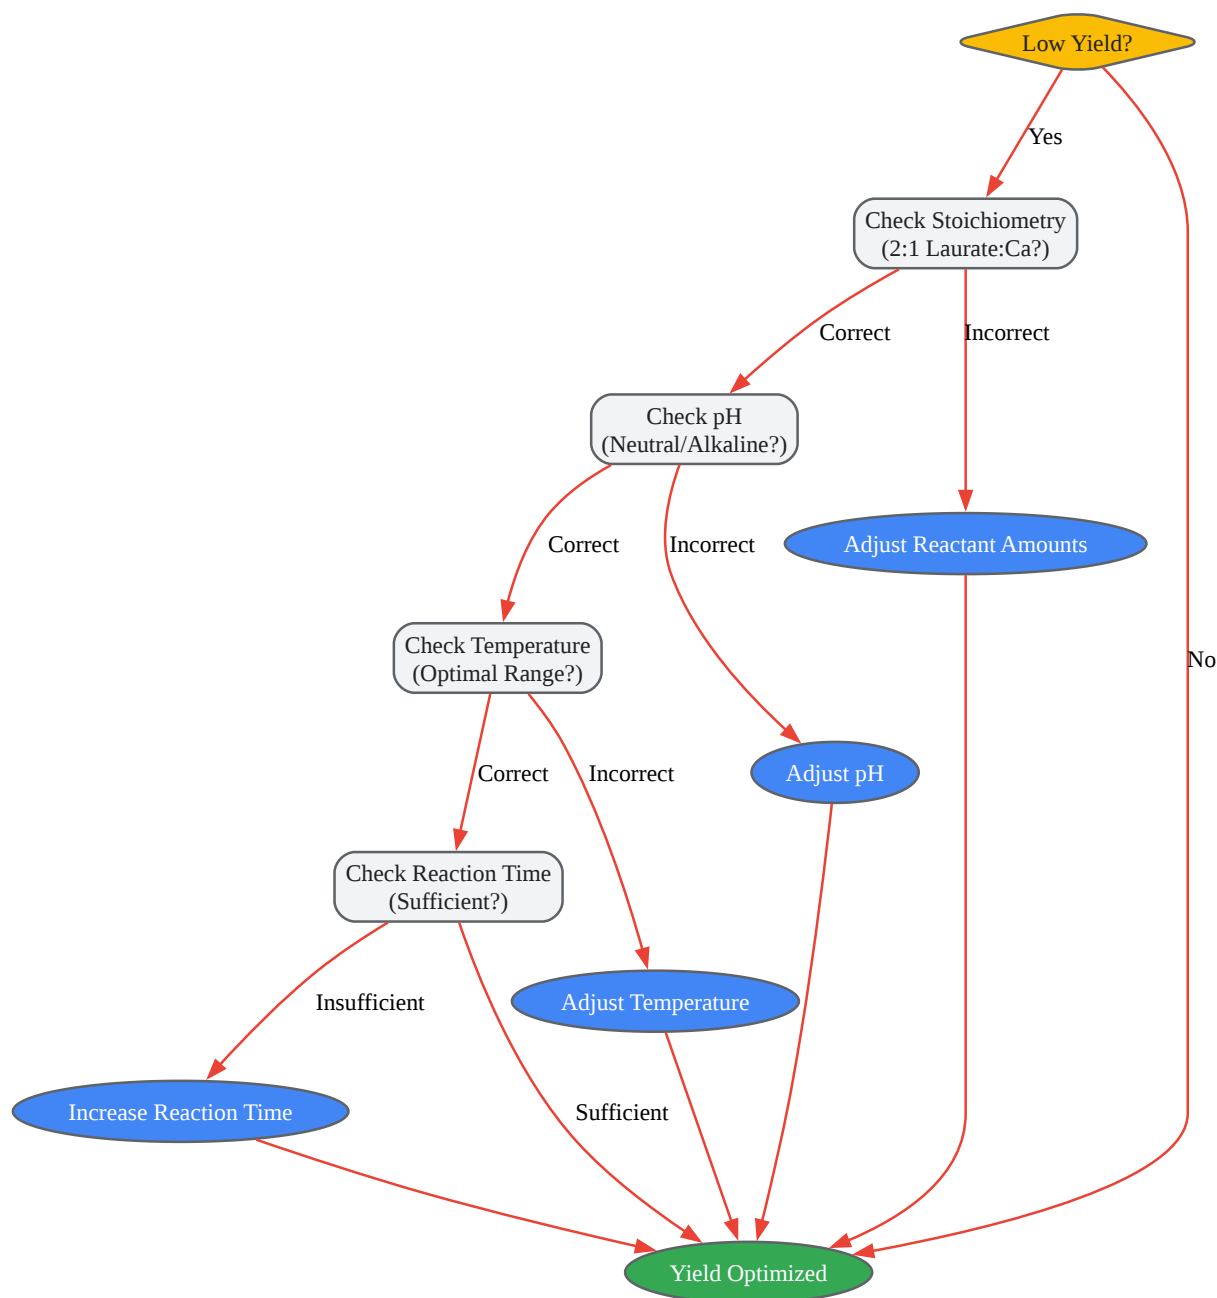 Low Yield?
Yes
Check Stoichiometry
(2:1 Laurate:Ca?)
Correct
Incorrect
Check pH
(Neutral/Alkaline?)
Correct
Incorrect
Adjust Reactant Amounts
Check Temperature
(Optimal Range?)
No
Correct
Incorrect
Adjust pH
Check Reaction Time
(Sufficient?)
Insufficient
Adjust Temperature
Increase Reaction Time
Sufficient
Yield Optimized